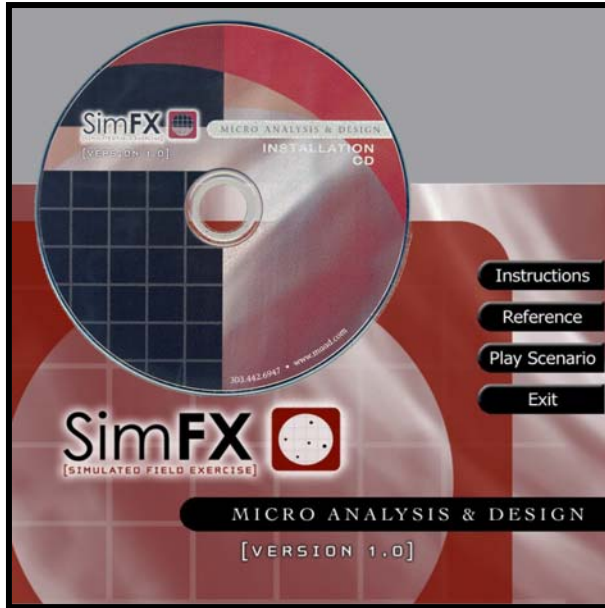 SimFX
MICRO ANALYSIS & DESIGN
[VERSION 1.0]
INSTALLATION
CD
303.442.6947 • www.maad.com
Instructions
Reference
Play Scenario
Exit
SimFX
[SIMULATED FIELD EXERCISE]
MICRO ANALYSIS & DESIGN
[VERSION 1.0]